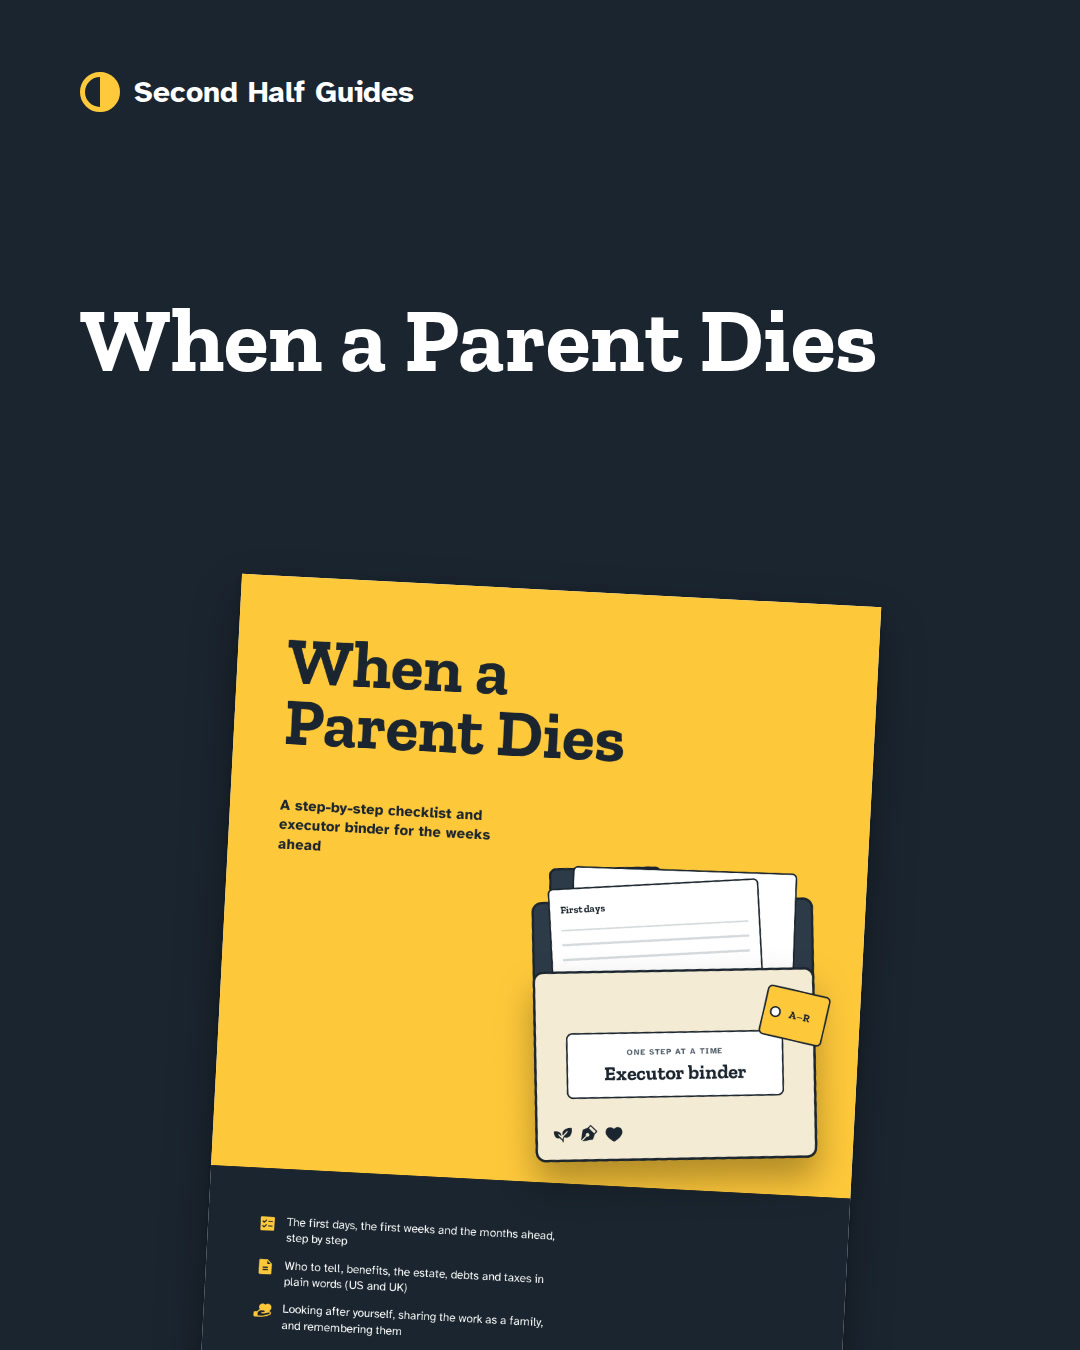 Second Half Guides
When a Parent Dies
When a
Parent Dies
A step-by-step checklist and
executor binder for the weeks
ahead
First days
A–R
ONE STEP AT A TIME
Executor binder
The first days, the first weeks and the months ahead,
step by step
Who to tell, benefits, the estate, debts and taxes in
plain words (US and UK)
Looking after yourself, sharing the work as a family,
and remembering them